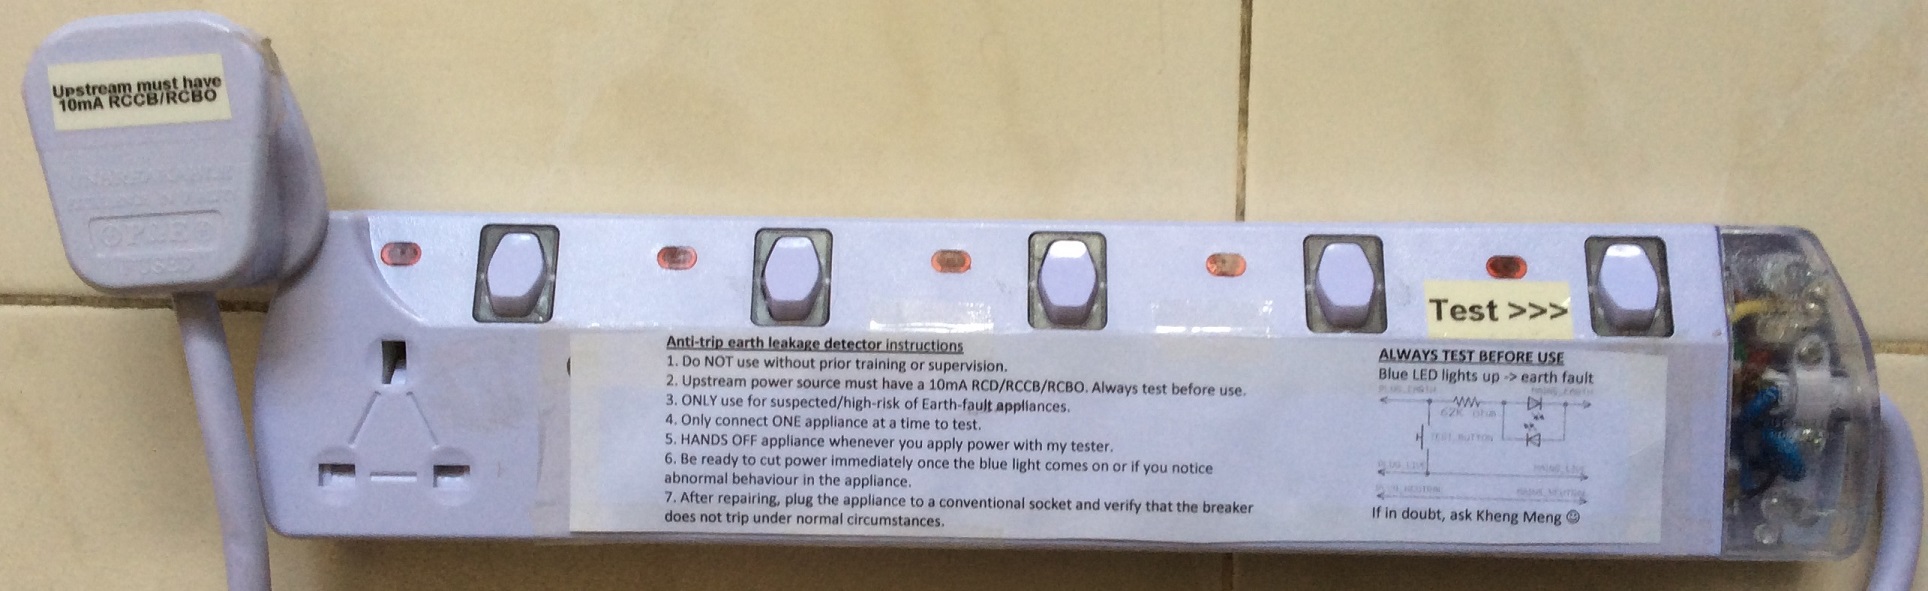 Upstream must have
10mA RCCB/RCBO
Test >>>
Anti-trip earth leakage detector instructions
1. Do NOT use without prior training or supervision.
2. Upstream power source must have a 10mA RCD/RCCB/RCBO. Always test before use.
3. ONLY use for suspected/high-risk of Earth-fault appliances.
4. Only connect ONE appliance at a time to test.
5. HANDS OFF appliance whenever you apply power with my tester.
6. Be ready to cut power immediately once the blue light comes on or if you notice
abnormal behaviour in the appliance.
7. After repairing, plug the appliance to a conventional socket and verify that the breaker
does not trip under normal circumstances.
ALWAYS TEST BEFORE USE
Blue LED lights up -> earth fault
PLUG_EARTH MAINS_EARTH
62K ohm
TEST_BUTTON
PLUG_LIVE MAINS_LIVE
PLUG_NEUTRAL MAINS_NEUTRAL
If in doubt, ask Kheng Meng ☺